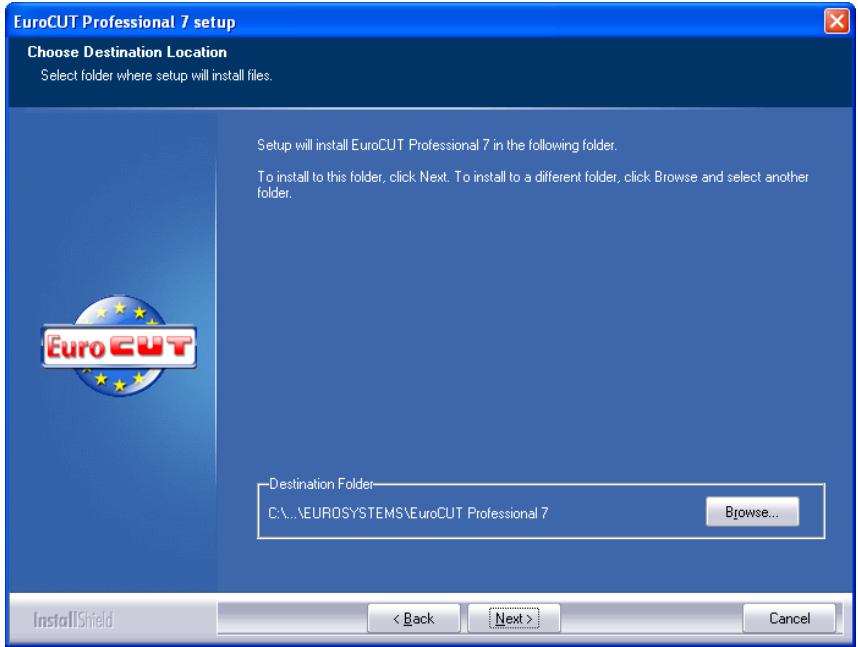 EuroCUT Professional 7 setup
Choose Destination Location
Select folder where setup will install files.
Setup will install EuroCUT Professional 7 in the following folder.
To install to this folder, click Next. To install to a different folder, click Browse and select another
folder.
Euro CUT
Destination Folder
C:\...\EUROSYSTEMS\EuroCUT Professional 7
Browse...
InstallShield
< Back
Next >
Cancel